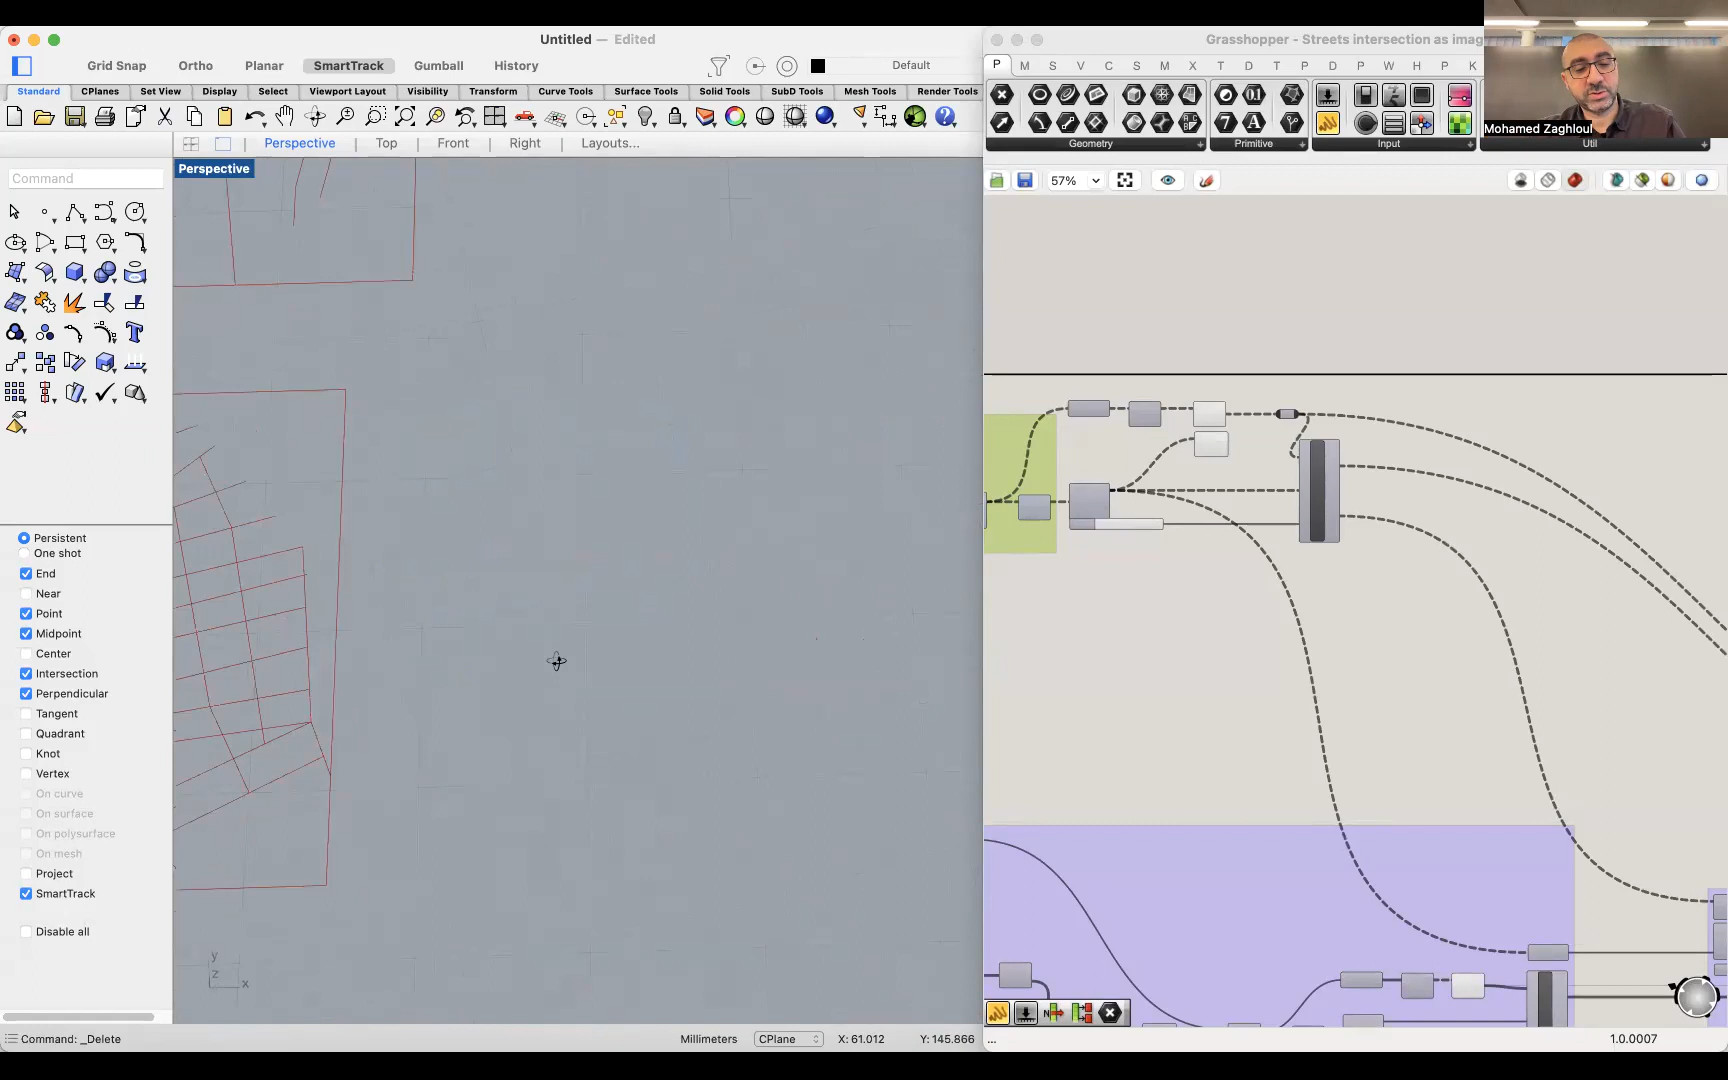 Untitled — Edited
Grasshopper - Streets intersection as imag
Grid Snap Ortho Planar SmartTrack Gumball History Default
P M S V C S M X T D T P D M W H P K
Standard CPlanes Set View Display Select Viewport Layout Visibility Transform Curve Tools Surface Tools Solid Tools SubD Tools Mesh Tools Render Tools
Mohamed Zaghloul
Geometry Primitive Input Util
Perspective Top Front Right Layouts...
Perspective
Command
57%
Persistent
One shot
End
Near
Point
Midpoint
Center
Intersection
Perpendicular
Tangent
Quadrant
Knot
Vertex
On curve
On surface
On polysurface
On mesh
Project
SmartTrack
Disable all
y
z
x
Command: _Delete Millimeters CPlane X: 61.012 Y: 145.866
... 1.0.0007